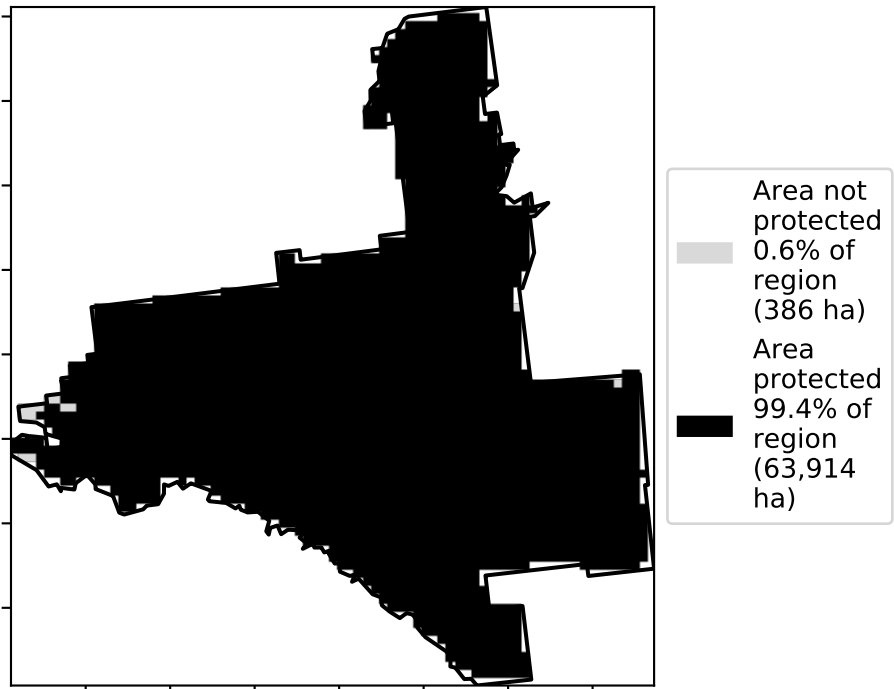 Area not
protected
0.6% of
region
(386 ha)
Area
protected
99.4% of
region
(63,914
ha)